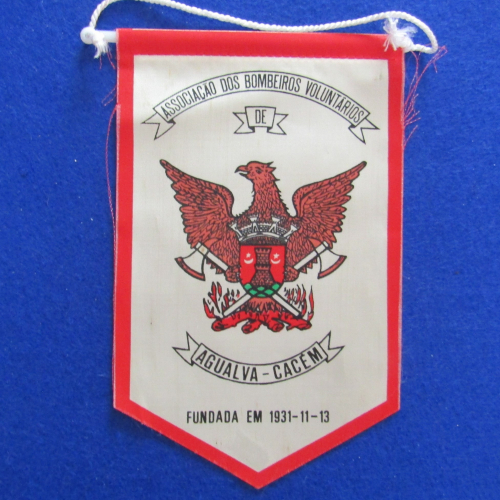 ASSOCIAÇÃO DOS BOMBEIROS VOLUNTÁRIOS
DE
AGUALVA-CACÉM
FUNDADA EM 1931-11-13